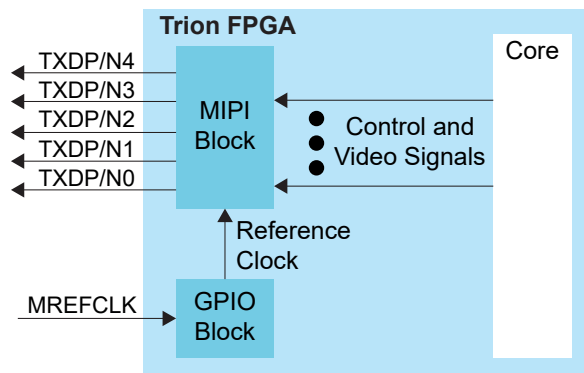 Trion FPGA
Core
TXDP/N4
TXDP/N3
TXDP/N2
TXDP/N1
TXDP/N0
MIPI
Block
Control and
Video Signals
Reference
Clock
MREFCLK
GPIO
Block